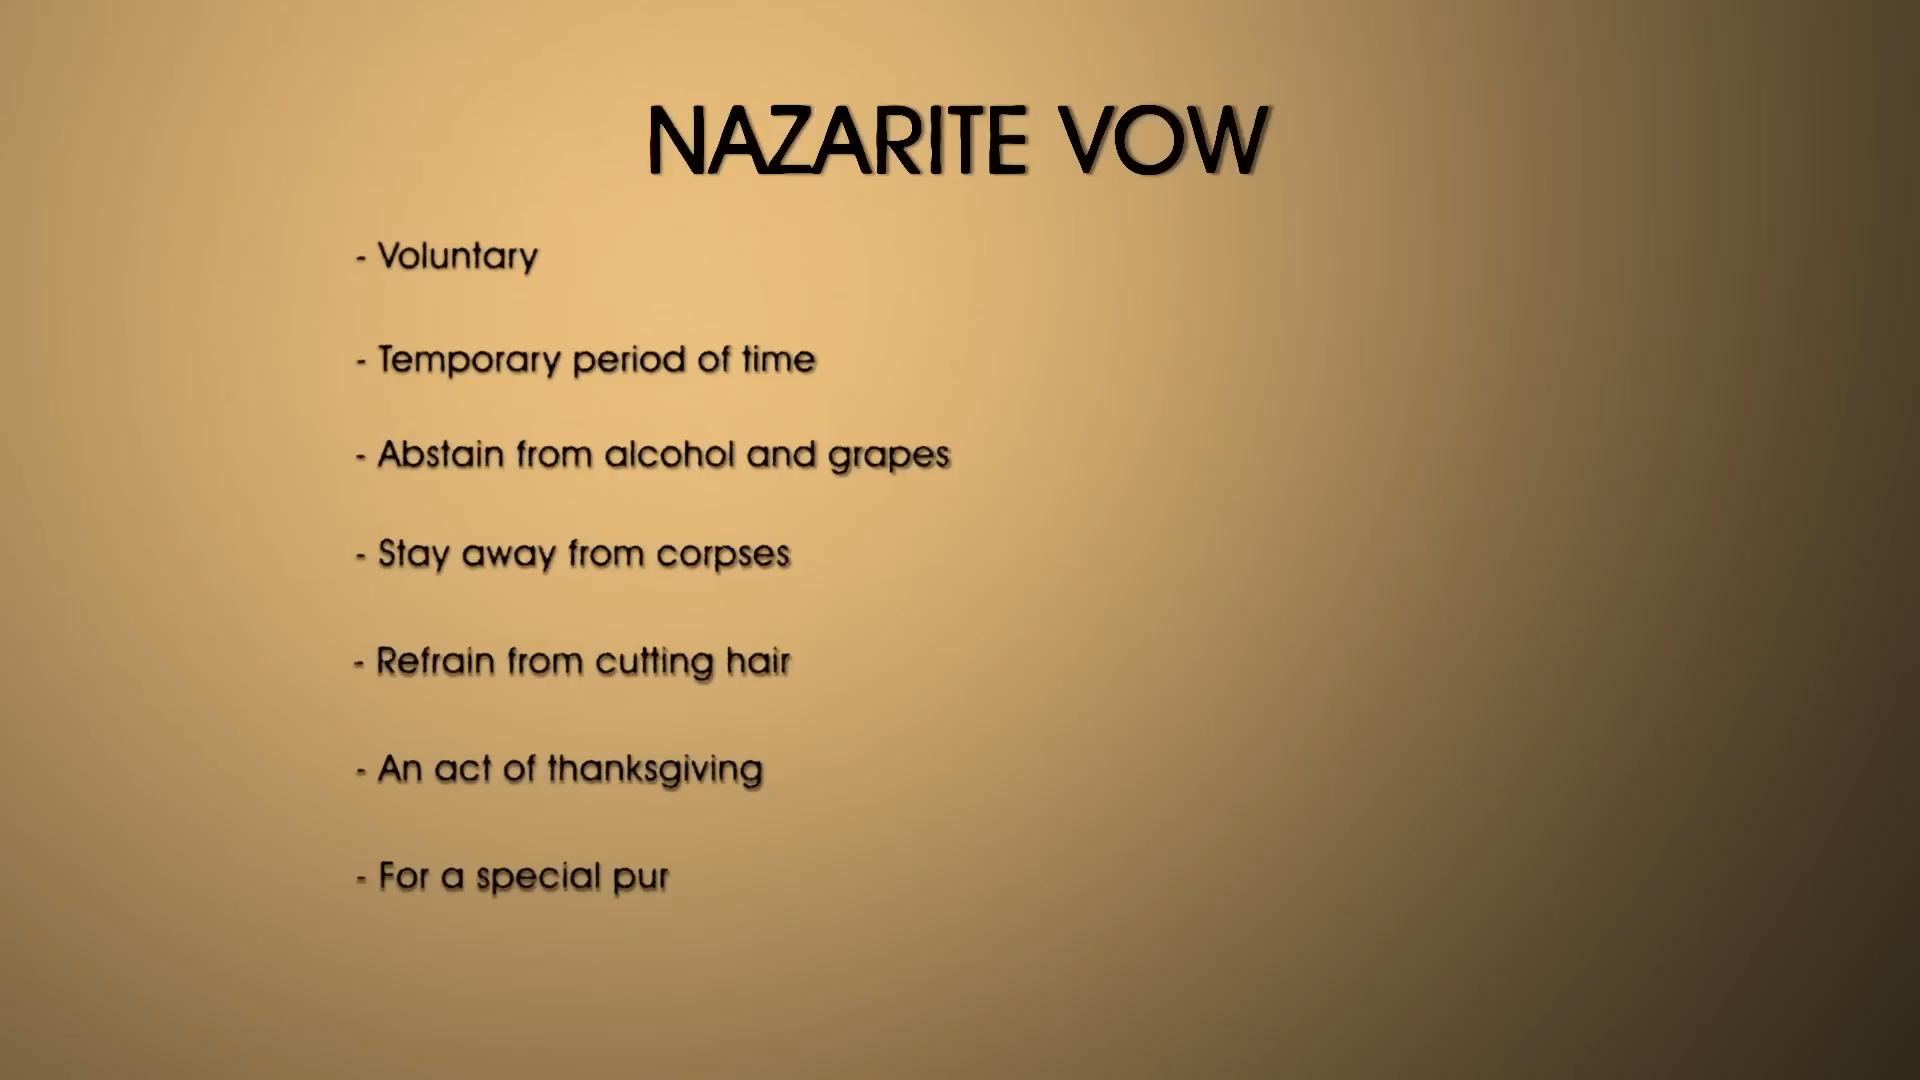 NAZARITE VOW
- Voluntary
- Temporary period of time
- Abstain from alcohol and grapes
- Stay away from corpses
- Refrain from cutting hair
- An act of thanksgiving
- For a special pur